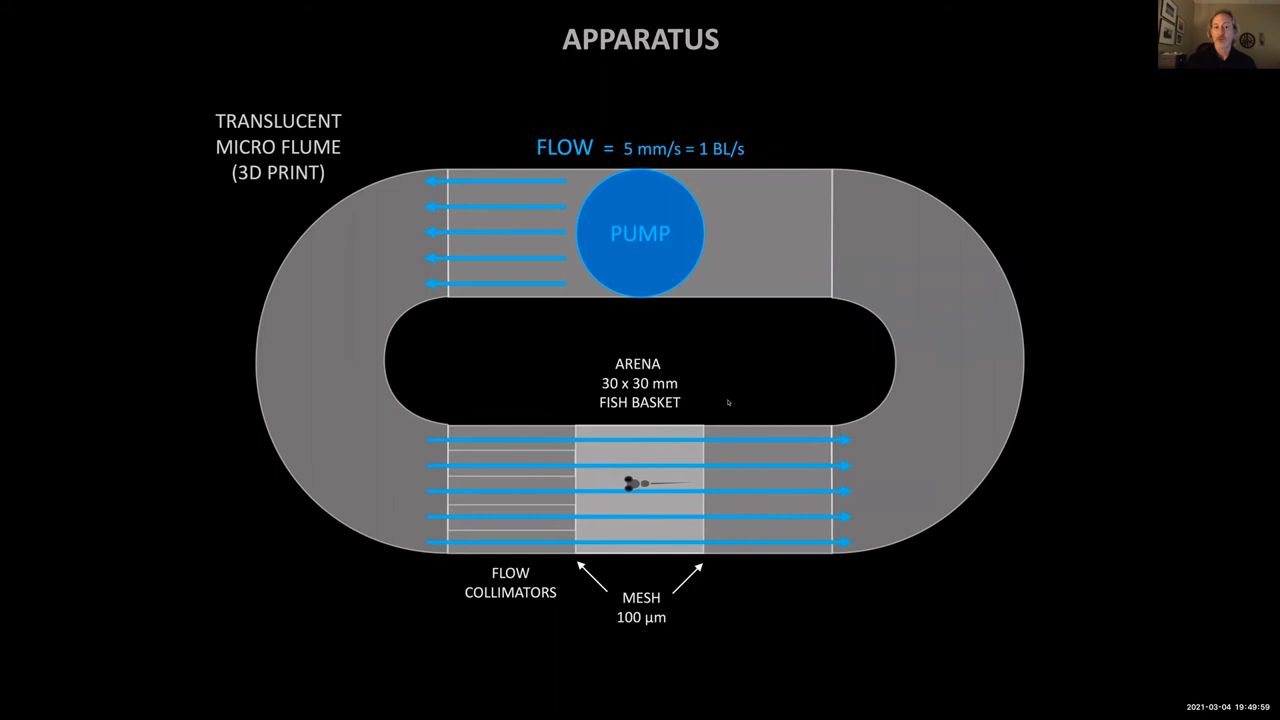 APPARATUS
TRANSLUCENT
MICRO FLUME
(3D PRINT)
FLOW = 5 mm/s = 1 BL/s
PUMP
ARENA
30 x 30 mm
FISH BASKET
FLOW
COLLIMATORS
MESH
100 µm
2021-03-04 19:49:59